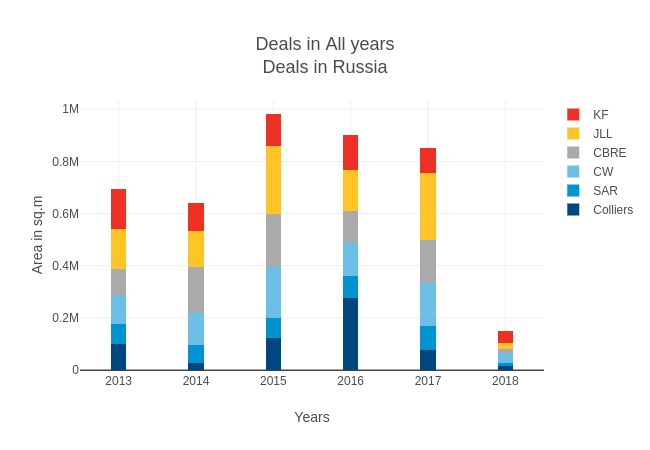 Deals in All years
Deals in Russia
Area in sq.m
1M
0.8M
0.6M
0.4M
0.2M
0
2013 2014 2015 2016 2017 2018
Years
KF
JLL
CBRE
CW
SAR
Colliers